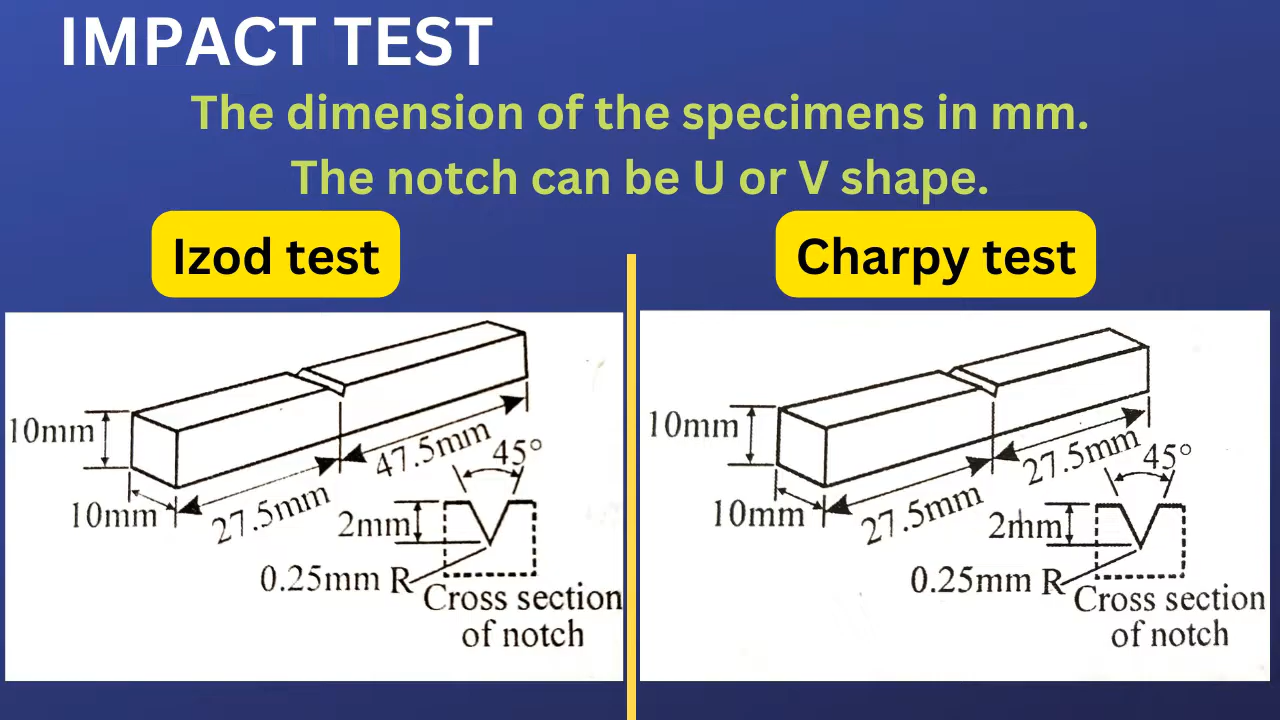 IMPACT TEST
The dimension of the specimens in mm.
The notch can be U or V shape.
Izod test
10mm
10mm
27.5mm
47.5mm
45°
2mm
0.25mm R
Cross section
of notch
Charpy test
10mm
10mm
27.5mm
27.5mm
45°
2mm
0.25mm R
Cross section
of notch